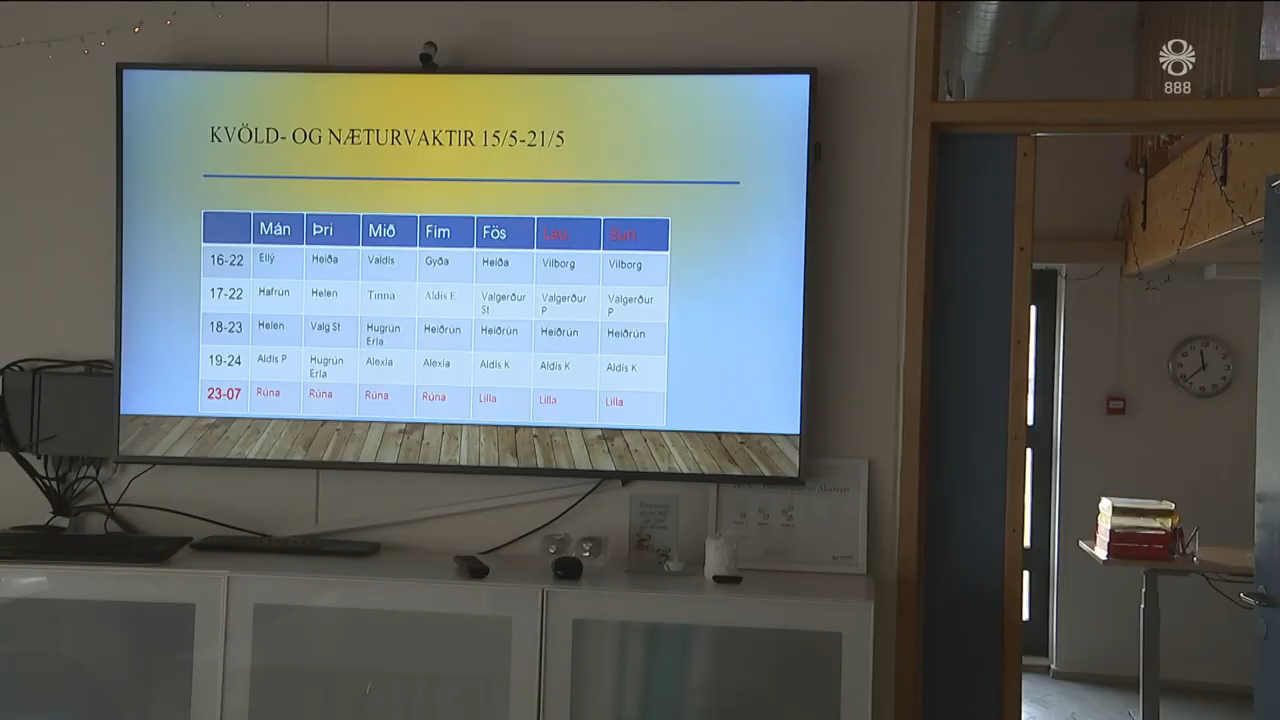 888
KVÖLD- OG NÆTURVAKTIR 15/5-21/5
Mán Þri Mið Fim Fös Lau Sun
16-22 Ellý Heiða Valdís Gyða Heiða Vilborg Vilborg
17-22 Hafrún Helen Tinna Aldís E Valgerður St Valgerður P Valgerður P
18-23 Helen Valg St Hugrún Erla Heiðrún Heiðrún Heiðrún Heiðrún
19-24 Aldís P Hugrún Erla Alexía Alexía Aldís K Aldís K Aldís K
23-07 Rúna Rúna Rúna Rúna Lilla Lilla Lilla